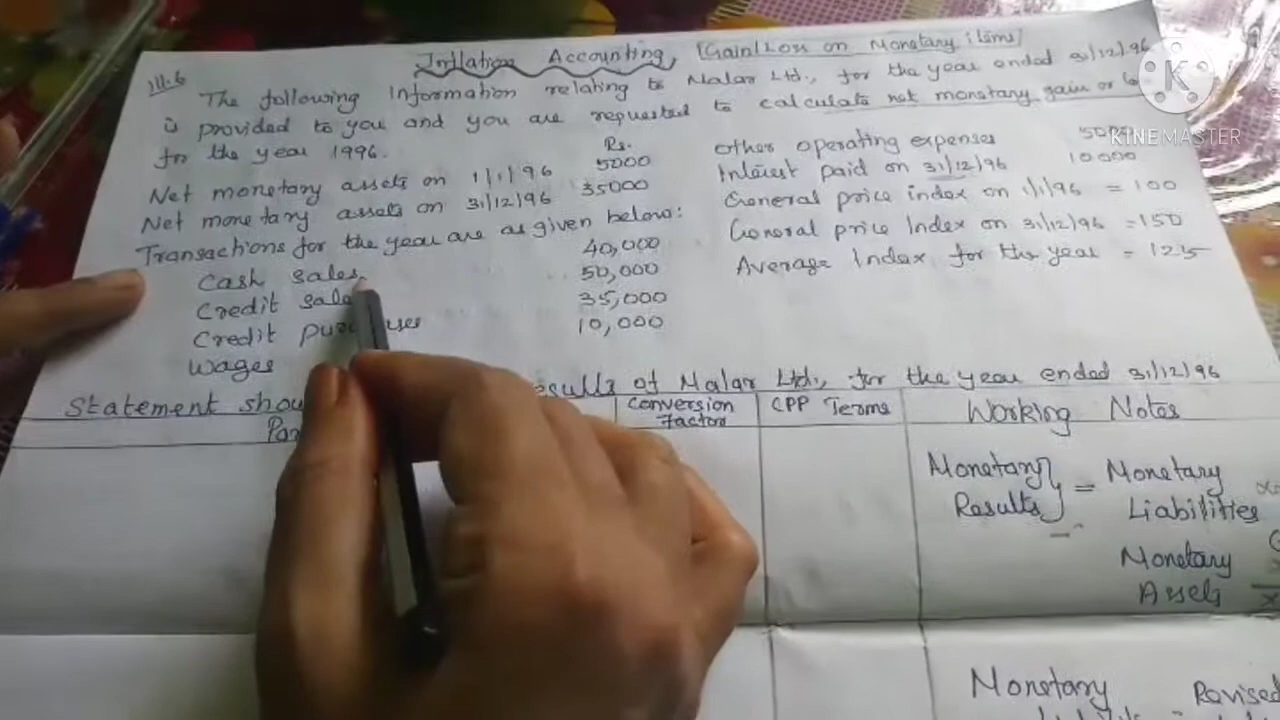 Ill.6
Inflation Accounting [Gain/Loss on Monetary items]
The following information relating to Malar Ltd., for the year ended 31/12/96
is provided to you and you are requested to calculate net monetary gain or
for the year 1996.
Rs.
Net monetary assets on 1/1/96 5000
Net monetary assets on 31/12/96 35000
Transactions for the year are as given below:
Cash sales 40,000
Credit 50,000
Credit 35,000
Wages 10,000
Other operating expenses
Interest paid on 31/12/96 10000
General price index on 1/1/96 = 100
General price Index on 31/12/96 = 150
Average Index for the year = 125
Statement of Malar Ltd., for the year ended 31/12/96
Conversion Factor
CPP Terms
Working Notes
Monetary Results } = Monetary Liabilities
Monetary Assets
Monetary
K
KINEMASTER